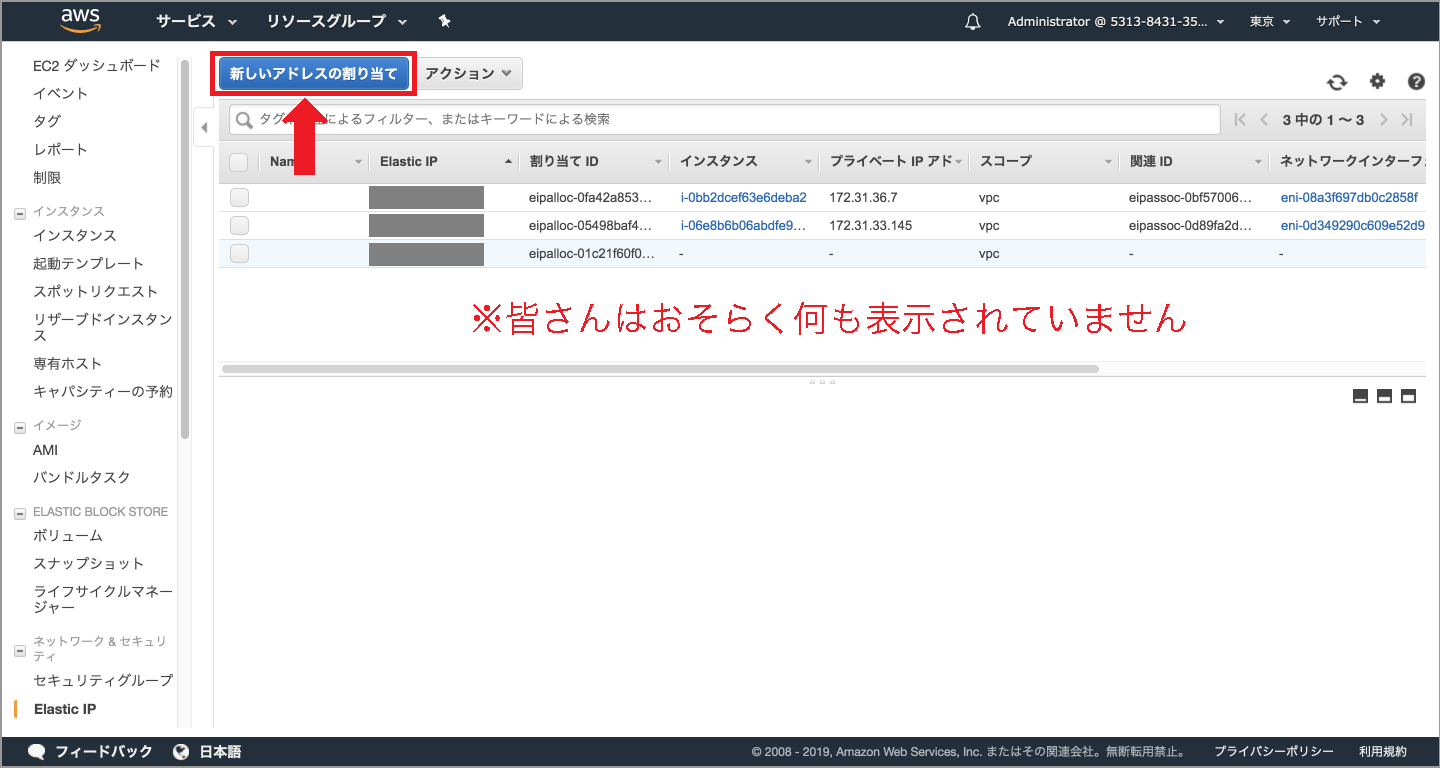 aws サービス リソースグループ Administrator @ 5313-8431-35... 東京 サポート
EC2 ダッシュボード
イベント
タグ
レポート
制限
インスタンス
インスタンス
起動テンプレート
スポットリクエスト
リザーブドインスタン
ス
専有ホスト
キャパシティーの予約
イメージ
AMI
バンドルタスク
ELASTIC BLOCK STORE
ボリューム
スナップショット
ライフサイクルマネー
ジャー
ネットワーク & セキュリ
ティ
セキュリティグループ
Elastic IP
新しいアドレスの割り当て アクション
によるフィルター、またはキーワードによる検索 3 中の 1 ～ 3
Elastic IP 割り当て ID インスタンス プライベート IP アド スコープ 関連 ID ネットワークインターフェ
eipalloc-0fa42a853... i-0bb2dcef63e6deba2 172.31.36.7 vpc eipassoc-0bf57006... eni-08a3f697db0c2858f
eipalloc-05498baf4... i-06e8b6b06abdfe9... 172.31.33.145 vpc eipassoc-0d89fa2d... eni-0d349290c609e52d9
eipalloc-01c21f60f0... - - vpc - -
※皆さんはおそらく何も表示されていません
フィードバック 日本語 © 2008 - 2019, Amazon Web Services, Inc. またはその関連会社。無断転用禁止。 プライバシーポリシー 利用規約